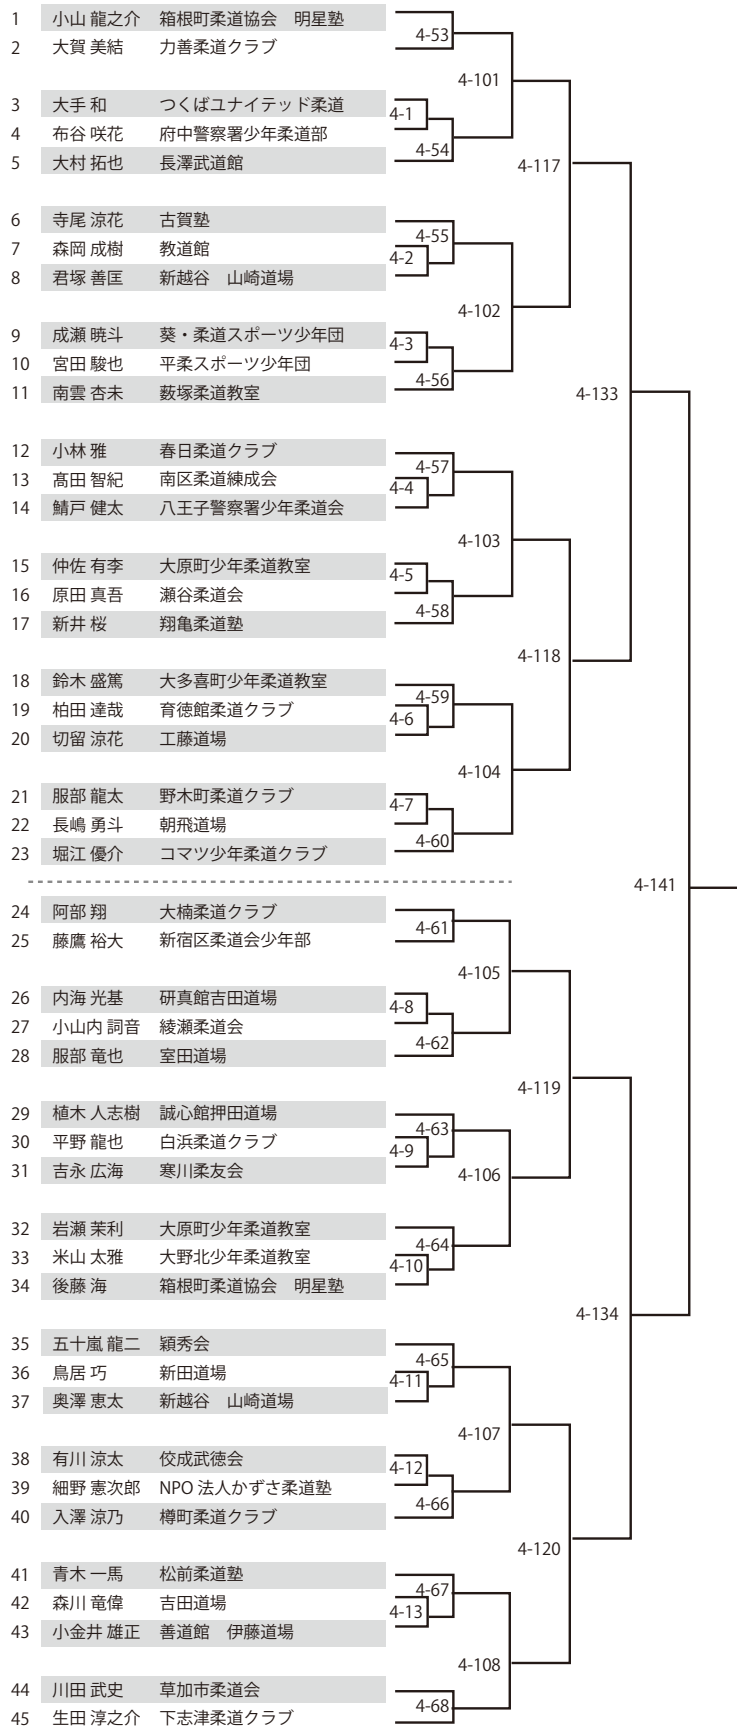 1 小山 龍之介 箱根町柔道協会　明星塾
2 大賀 美結 力善柔道クラブ
4-53
4-101
3 大手 和 つくばユナイテッド柔道
4-1
4 布谷 咲花 府中警察署少年柔道部
4-54
5 大村 拓也 長澤武道館
4-117
6 寺尾 涼花 古賀塾
4-55
7 森岡 成樹 教道館
4-2
8 君塚 善匡 新越谷　山崎道場
4-102
9 成瀬 暁斗 葵・柔道スポーツ少年団
4-3
10 宮田 駿也 平柔スポーツ少年団
4-56
11 南雲 杏未 薮塚柔道教室
4-133
12 小林 雅 春日柔道クラブ
4-57
13 髙田 智紀 南区柔道練成会
4-4
14 鯖戸 健太 八王子警察署少年柔道会
4-103
15 仲佐 有李 大原町少年柔道教室
4-5
16 原田 真吾 瀬谷柔道会
4-58
17 新井 桜 翔亀柔道塾
4-118
18 鈴木 盛篤 大多喜町少年柔道教室
4-59
19 柏田 達哉 育徳館柔道クラブ
4-6
20 切留 涼花 工藤道場
4-104
21 服部 龍太 野木町柔道クラブ
4-7
22 長嶋 勇斗 朝飛道場
4-60
23 堀江 優介 コマツ少年柔道クラブ
4-141
24 阿部 翔 大楠柔道クラブ
4-61
25 藤鷹 裕大 新宿区柔道会少年部
4-105
26 内海 光基 研真館吉田道場
4-8
27 小山内 詞音 綾瀬柔道会
4-62
28 服部 竜也 室田道場
4-119
29 植木 人志樹 誠心館押田道場
4-63
30 平野 龍也 白浜柔道クラブ
4-9
31 吉永 広海 寒川柔友会
4-106
32 岩瀬 茉利 大原町少年柔道教室
4-64
33 米山 太雅 大野北少年柔道教室
4-10
34 後藤 海 箱根町柔道協会　明星塾
4-134
35 五十嵐 龍二 穎秀会
4-65
36 鳥居 巧 新田道場
4-11
37 奥澤 恵太 新越谷　山崎道場
4-107
38 有川 涼太 佼成武徳会
4-12
39 細野 憲次郎 NPO 法人かずさ柔道塾
4-66
40 入澤 涼乃 樽町柔道クラブ
4-120
41 青木 一馬 松前柔道塾
4-67
42 森川 竜偉 吉田道場
4-13
43 小金井 雄正 善道館　伊藤道場
4-108
44 川田 武史 草加市柔道会
4-68
45 生田 淳之介 下志津柔道クラブ